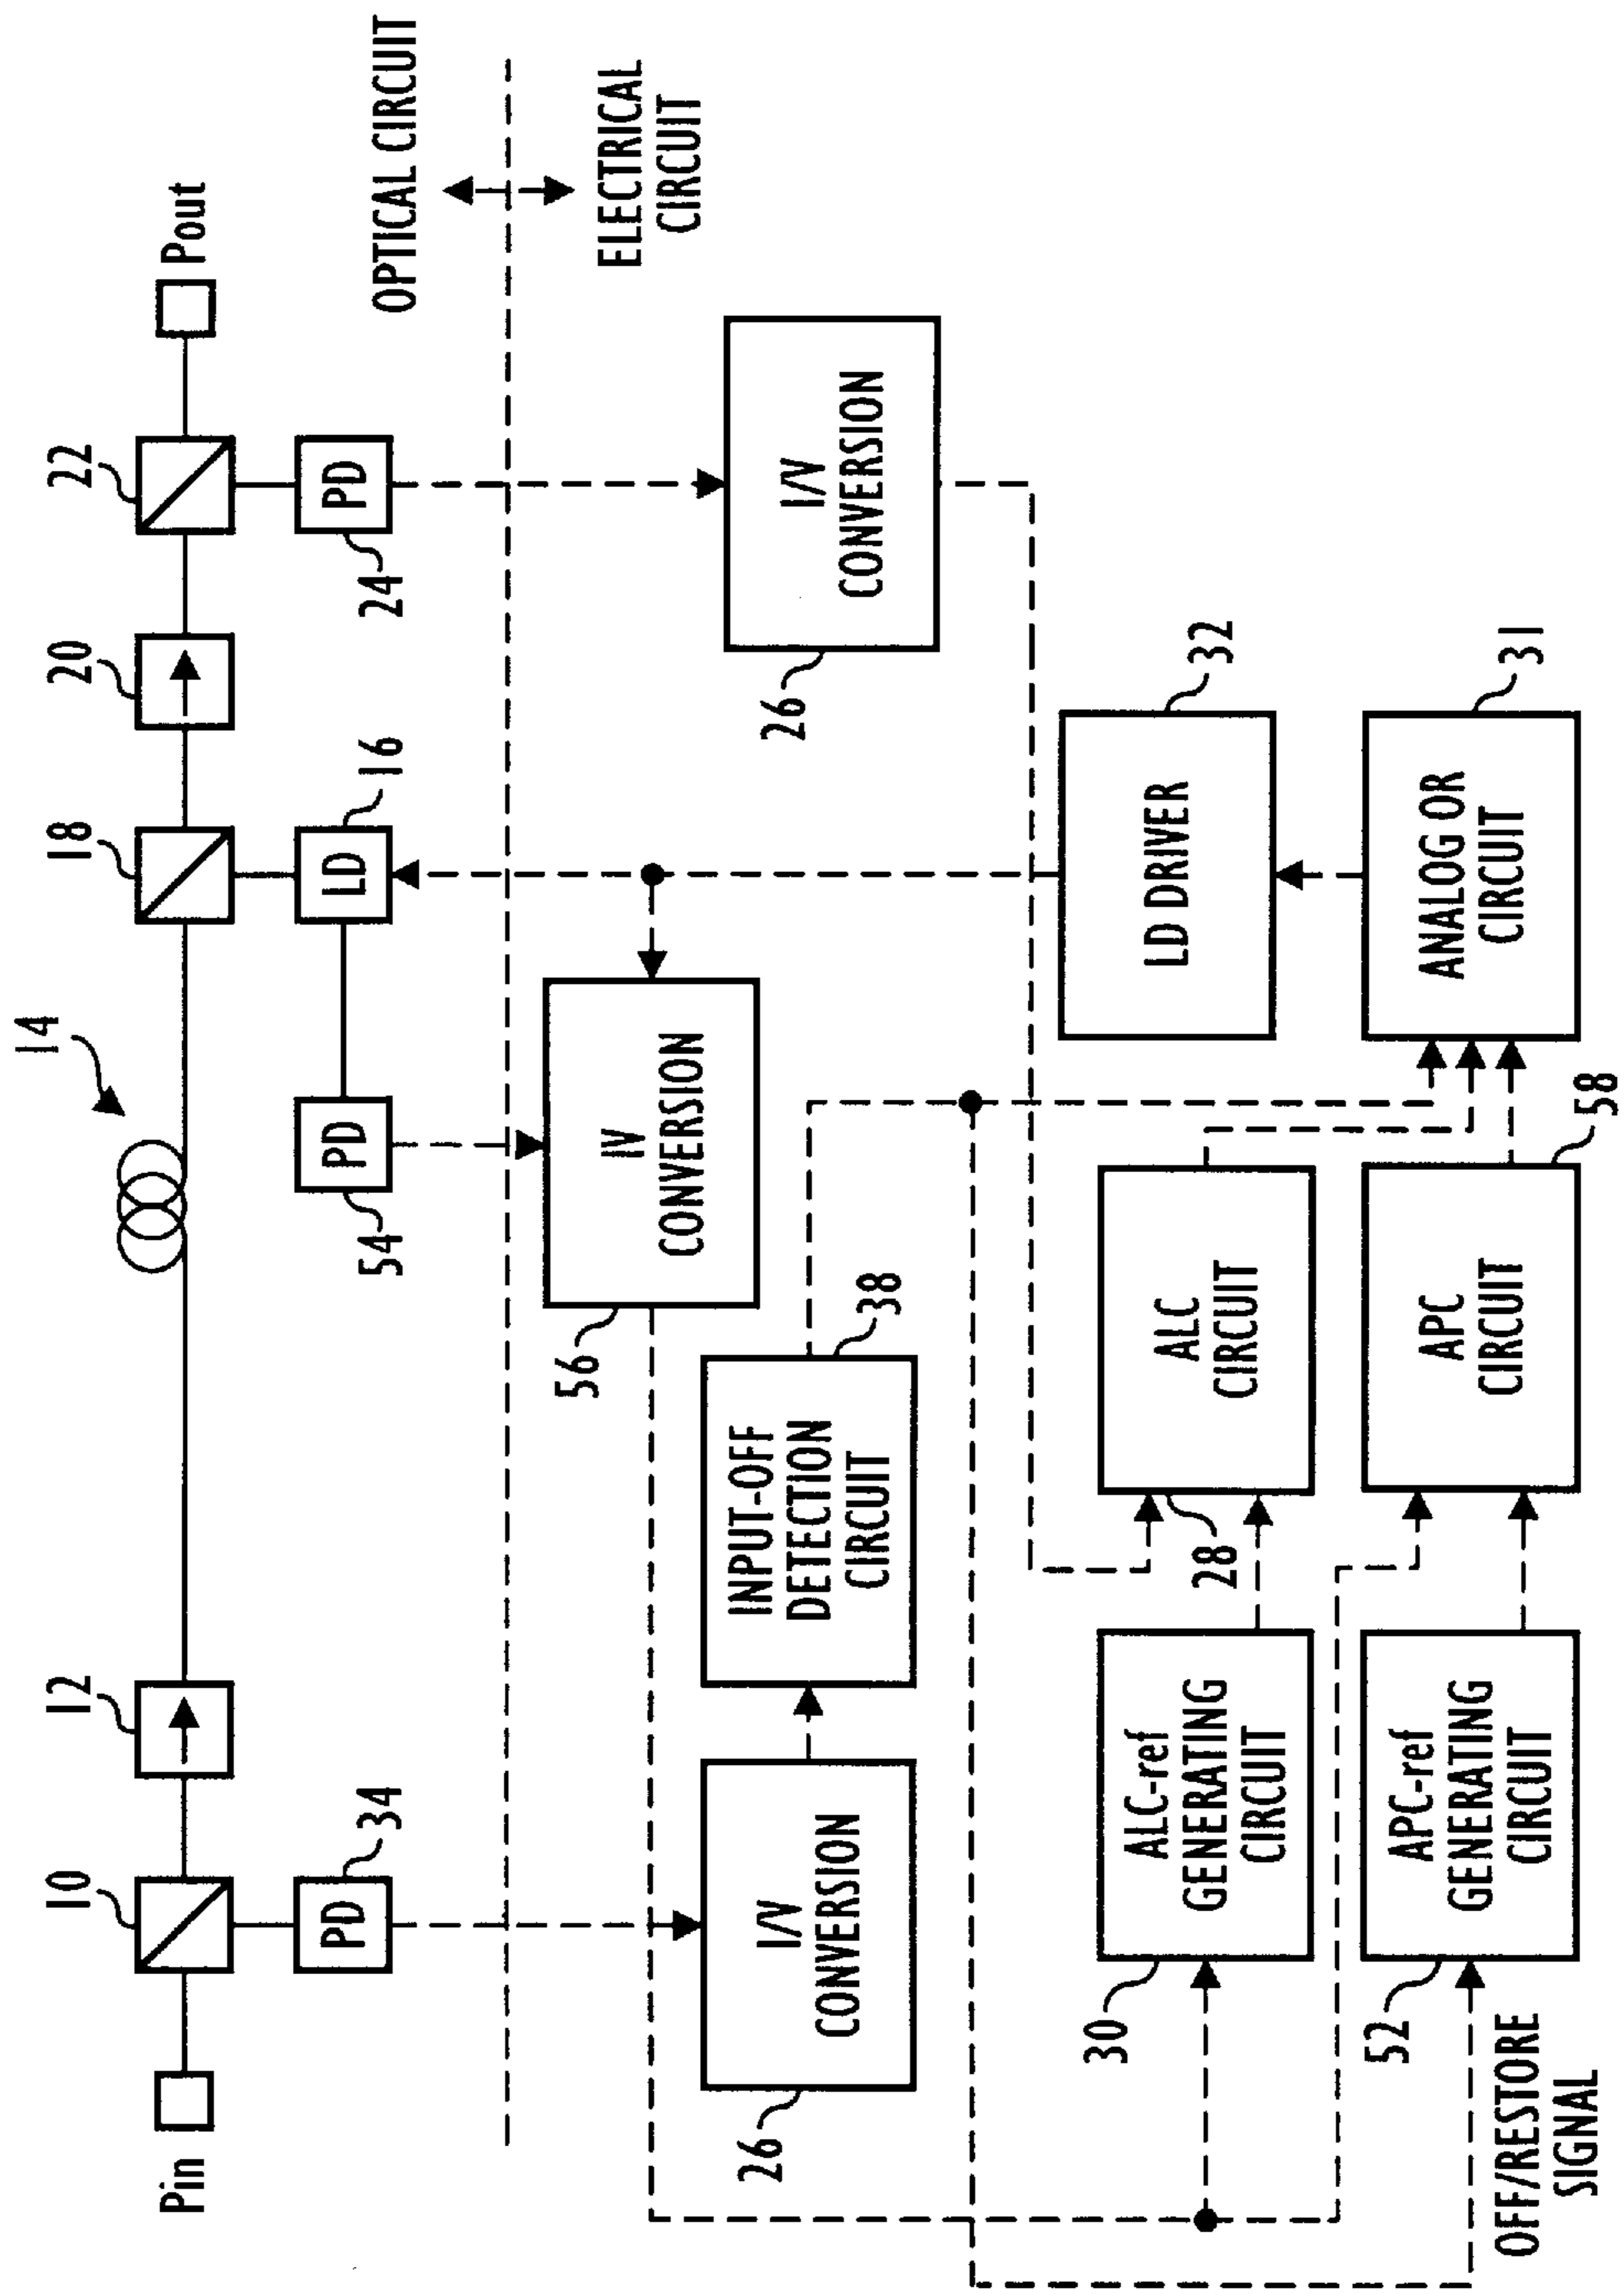 10
12
14
18
20
22
Pin
Pout
PD
34
PD
54
LD
16
PD
24
OPTICAL CIRCUIT
ELECTRICAL
CIRCUIT
IV
CONVERSION
56
I/V
CONVERSION
26
INPUT-OFF
DETECTION
CIRCUIT
38
I/V
CONVERSION
26
ALC-ref
GENERATING
CIRCUIT
30
ALC
CIRCUIT
28
LD DRIVER
32
APC-ref
GENERATING
CIRCUIT
52
APC
CIRCUIT
58
ANALOG OR
CIRCUIT
31
OFF/RESTORE
SIGNAL